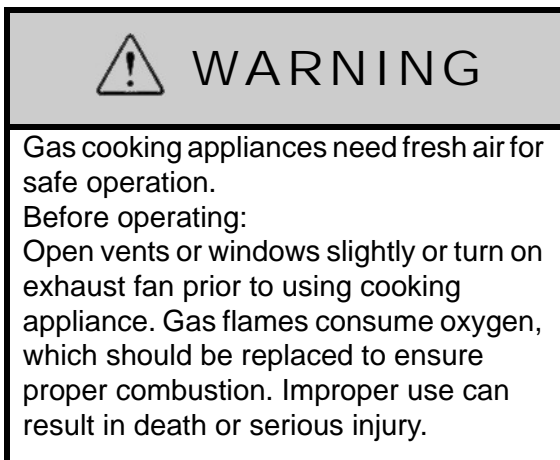 WARNING
Gas cooking appliances need fresh air for
safe operation.
Before operating:
Open vents or windows slightly or turn on
exhaust fan prior to using cooking
appliance. Gas flames consume oxygen,
which should be replaced to ensure
proper combustion. Improper use can
result in death or serious injury.